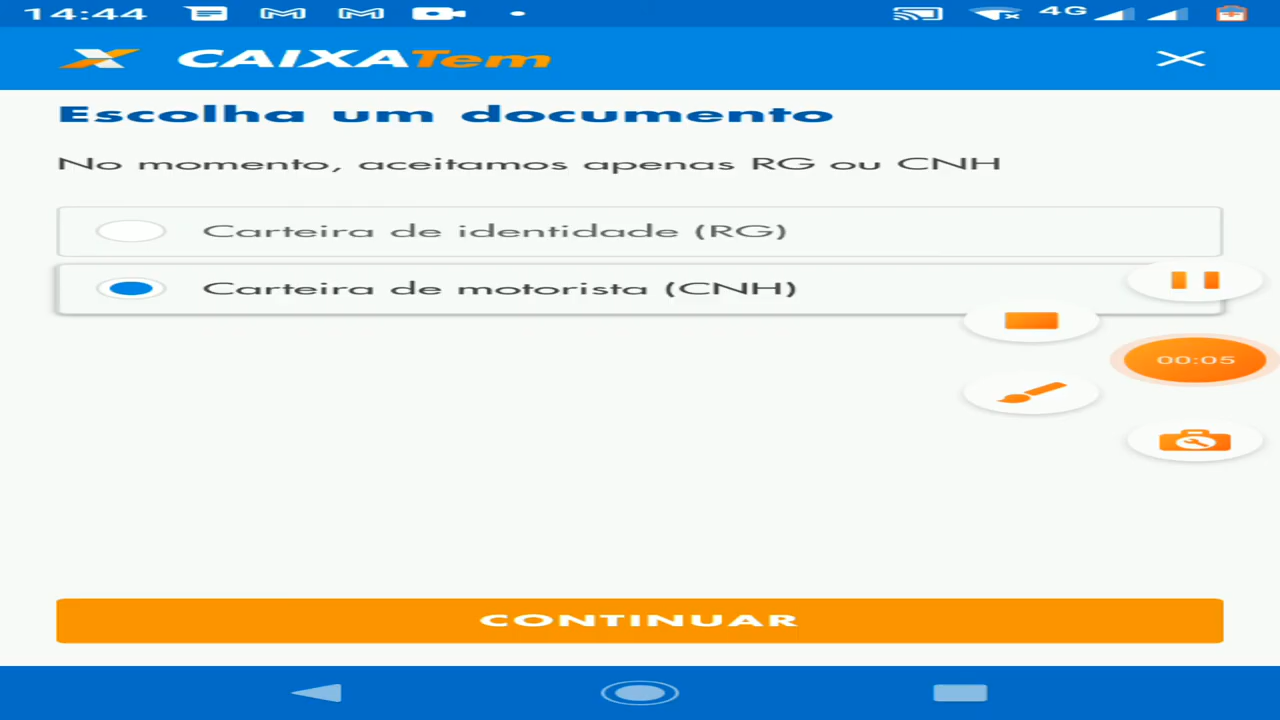 14:44
4G
CAIXATem
Escolha um documento
No momento, aceitamos apenas RG ou CNH
Carteira de identidade (RG)
Carteira de motorista (CNH)
00:05
CONTINUAR